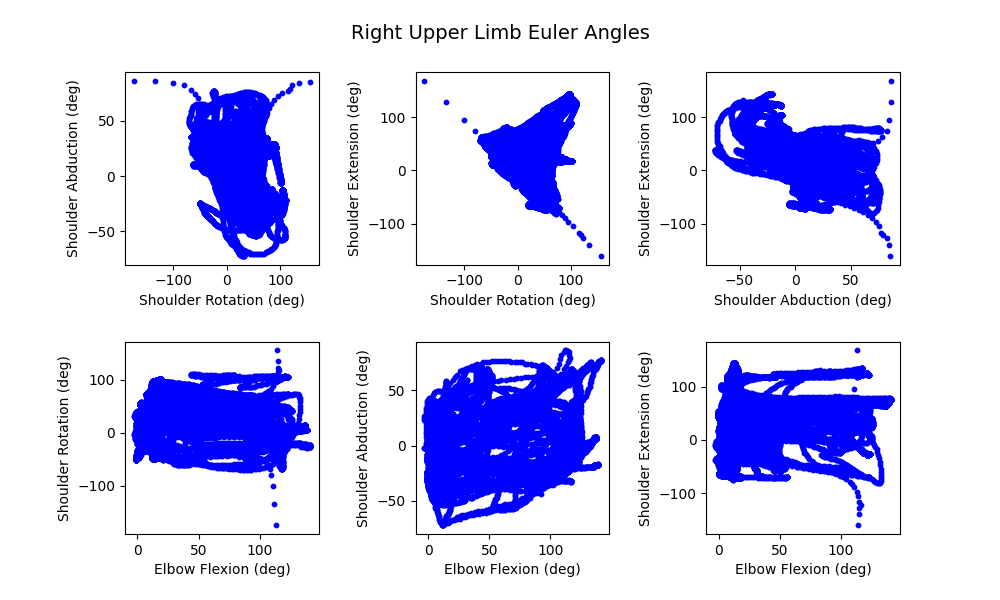 Right Upper Limb Euler Angles
Shoulder Abduction (deg)
50
0
−50
−100
0
100
Shoulder Rotation (deg)
Shoulder Extension (deg)
100
0
−100
−100
0
100
Shoulder Rotation (deg)
Shoulder Extension (deg)
100
0
−100
−50
0
50
Shoulder Abduction (deg)
Shoulder Rotation (deg)
100
0
−100
0
50
100
Elbow Flexion (deg)
Shoulder Abduction (deg)
50
0
−50
0
50
100
Elbow Flexion (deg)
Shoulder Extension (deg)
100
0
−100
0
50
100
Elbow Flexion (deg)